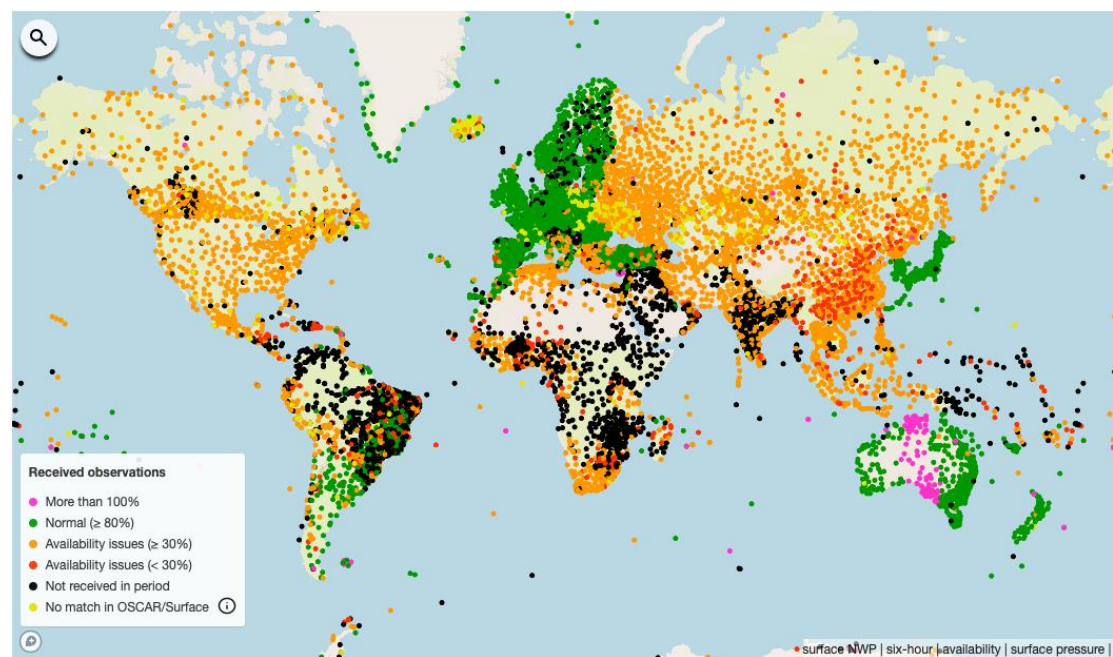 Received observations
More than 100%
Normal (≥ 80%)
Availability issues (≥ 30%)
Availability issues (< 30%)
Not received in period
No match in OSCAR/Surface
surface NWP | six-hour | availability | surface pressure |